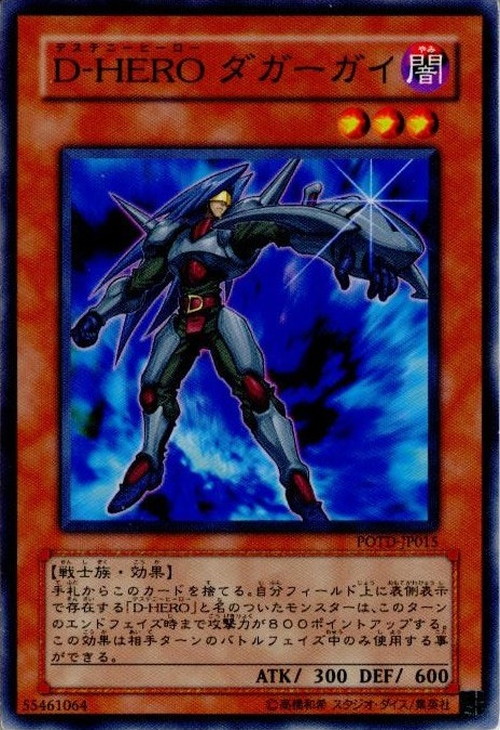 デステニーヒーロー
D-HERO ダガーガイ
やみ
闇
D
POTD-JP015
【戦士族・効果】
手札からこのカードを捨てる。自分フィールド上に表側表示
で存在する「D-HERO」と名のついたモンスターは、このターン
のエンドフェイズ時まで攻撃力が800ポイントアップする。
この効果は相手ターンのバトルフェイズ中のみ使用する事
ができる。
ATK/ 300 DEF/ 600
55461064
©高橋和希 スタジオ・ダイス/集英社